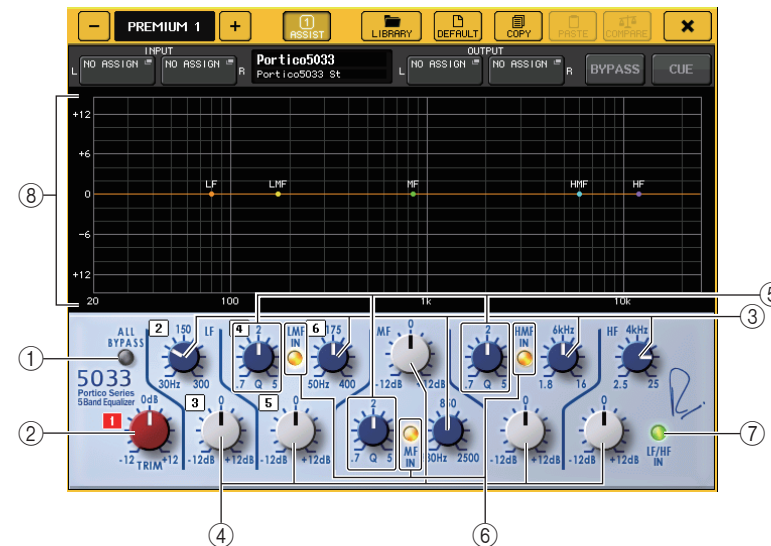 PREMIUM 1
1 ASSIST
LIBRARY
DEFAULT
COPY
PASTE
COMPARE
INPUT
L NO ASSIGN NO ASSIGN R
Portico5033
Portico5033 St
OUTPUT
L NO ASSIGN NO ASSIGN R
BYPASS
CUE
+12
+6
0
-6
+12
LF LMF MF HMF HF
20 100 1k 10k
⑧
⑤
③
①
②
④
⑥
⑦
ALL BYPASS
2 150 LF
30Hz 300
4 2
.7 Q 5
LMF IN
6 175
50Hz 400
MF 0
-12dB +12dB
2
.7 Q 5
HMF IN
6kHz
1.8 16
HF 4kHz
2.5 25
5033
Portico Series
5Band Equalizer
1 0dB
-12 TRIM +12
3 0
-12dB +12dB
5 0
-12dB +12dB
2
.7 Q 5
MF IN
850
80Hz 2500
0
-12dB +12dB
0
-12dB +12dB
LF/HF IN